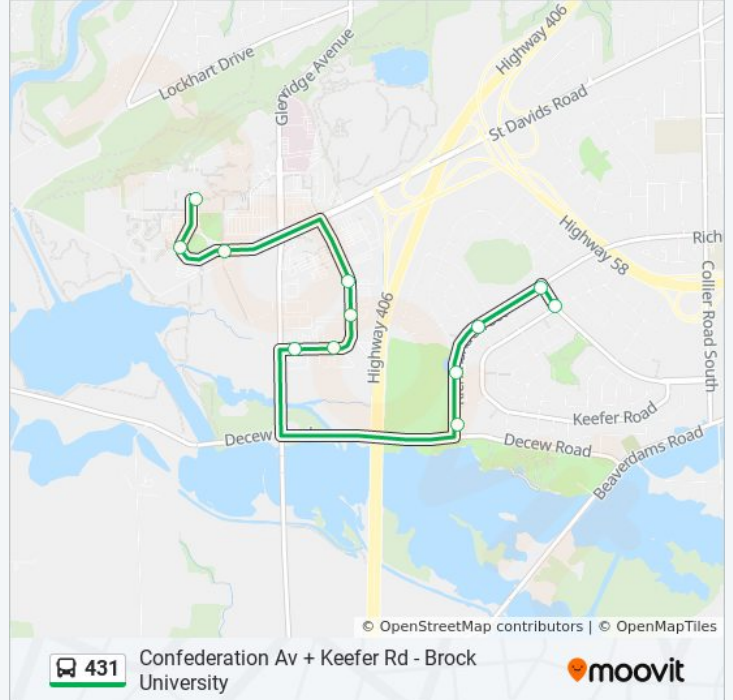 Highway 406
Lockhart Drive
Glenridge Avenue
St Davids Road
Highway 58
Rich
Collier Road South
Highway 406
Keefer Road
Decew
Decew Road
Beaverdams Road
© OpenStreetMap contributors | © OpenMapTiles
431
Confederation Av + Keefer Rd - Brock
University
moovit